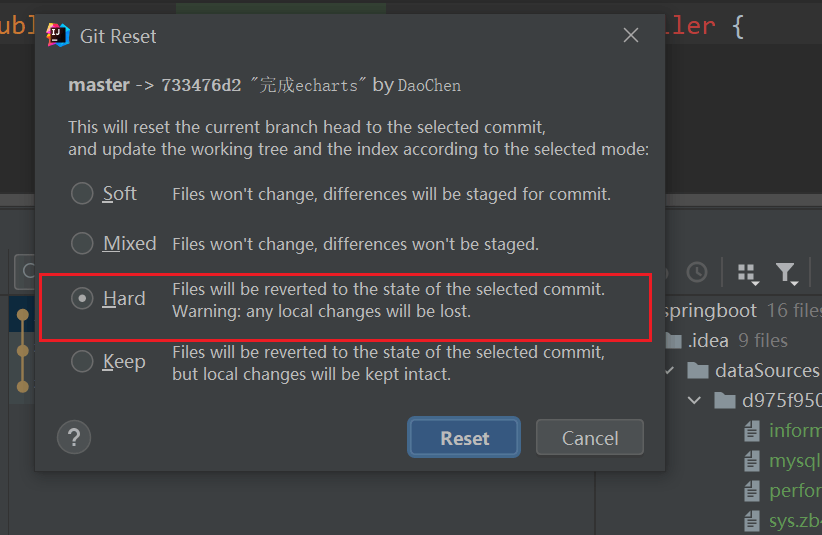 ubl ller {
Git Reset
master -> 733476d2 "完成echarts" by DaoChen
This will reset the current branch head to the selected commit,
and update the working tree and the index according to the selected mode:
Soft Files won't change, differences will be staged for commit.
Mixed Files won't change, differences won't be staged.
Hard Files will be reverted to the state of the selected commit.
Warning: any local changes will be lost.
Keep Files will be reverted to the state of the selected commit,
but local changes will be kept intact.
? Reset Cancel
springboot 16 files
.idea 9 files
dataSources
d975f950
inform
mysql
perfor
sys.zb